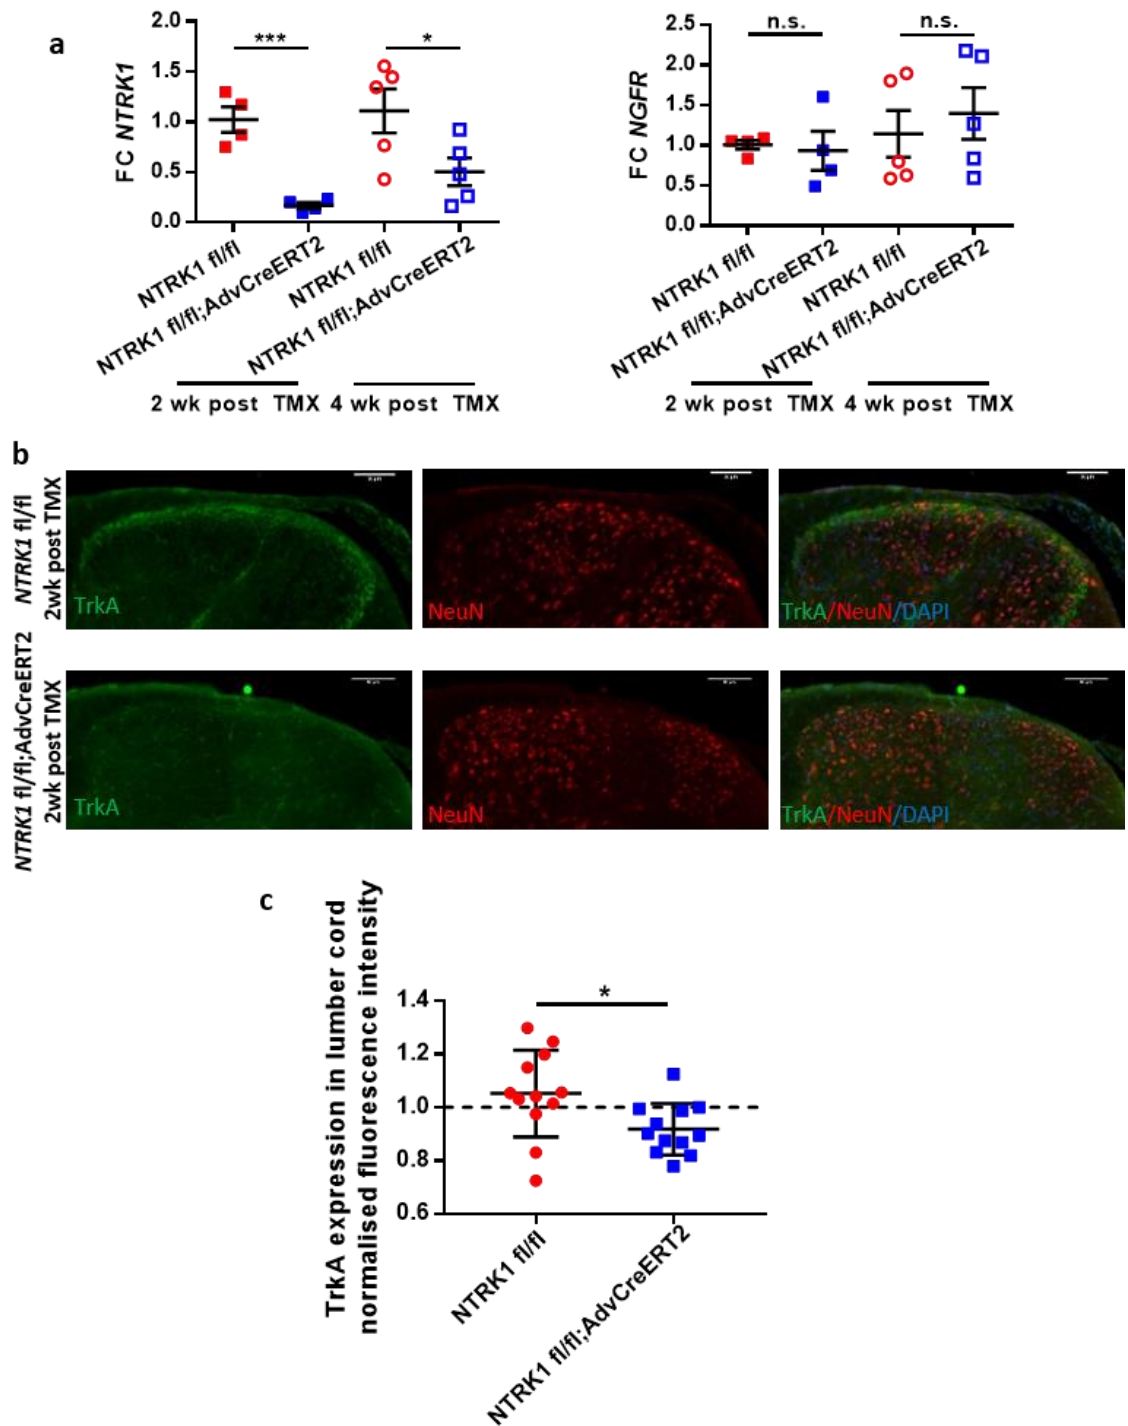 a
FC NTRK1
2.0
1.5
1.0
0.5
0.0
***
*
NTRK1 fl/fl
NTRK1 fl/fl;AdvCreERT2
NTRK1 fl/fl
NTRK1 fl/fl;AdvCreERT2
2 wk post TMX
4 wk post TMX
FC NGFR
2.5
2.0
1.5
1.0
0.5
0.0
n.s.
n.s.
NTRK1 fl/fl
NTRK1 fl/fl;AdvCreERT2
NTRK1 fl/fl
NTRK1 fl/fl;AdvCreERT2
2 wk post TMX
4 wk post TMX
b
NTRK1 fl/fl
2wk post TMX
TrkA
NeuN
TrkA/NeuN/DAPI
NTRK1 fl/fl;AdvCreERT2
2wk post TMX
TrkA
NeuN
TrkA/NeuN/DAPI
c
TrkA expression in lumber cord
normalised fluorescence intensity
1.4
1.2
1.0
0.8
0.6
*
NTRK1 fl/fl
NTRK1 fl/fl;AdvCreERT2